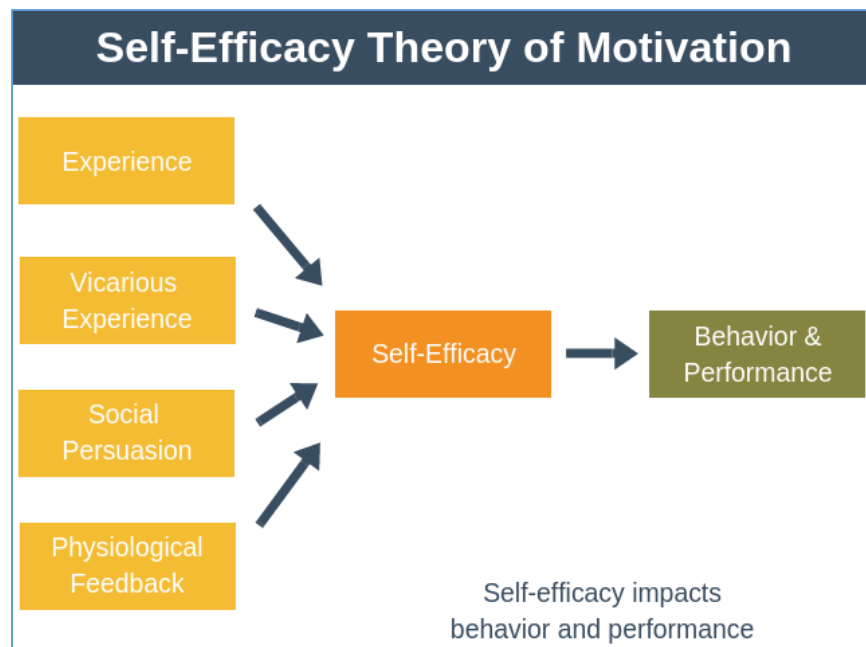 Self-Efficacy Theory of Motivation
Experience
Vicarious
Experience
Social
Persuasion
Physiological
Feedback
Self-Efficacy
Behavior &
Performance
Self-efficacy impacts
behavior and performance